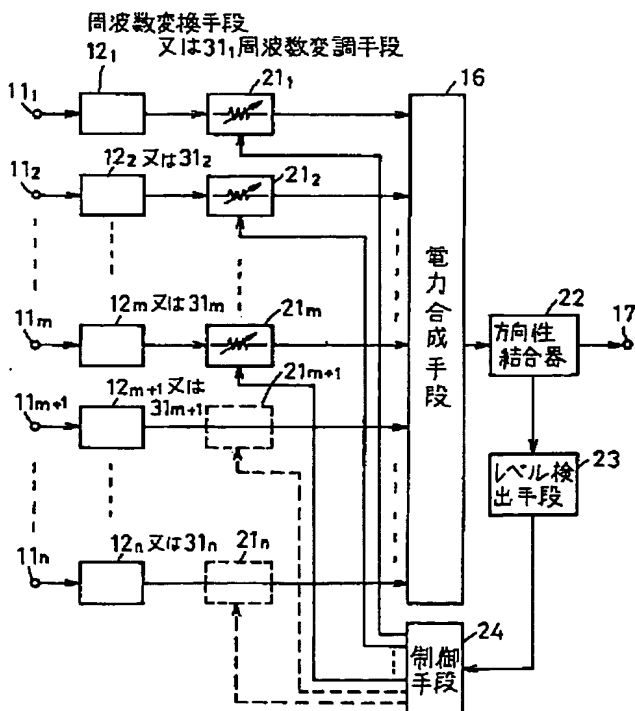 周波数変換手段
又は31₁周波数変調手段
12₁
21₁
16
11₁
11₂
12₂又は31₂
21₂
11m
12m又は31m
21m
電力合成手段
22
方向性
結合器
17
11m+1
12m+1又は
31m+1
21m+1
レベル検
出手段
23
11n
12n又は31n
21n
24
制御
手段